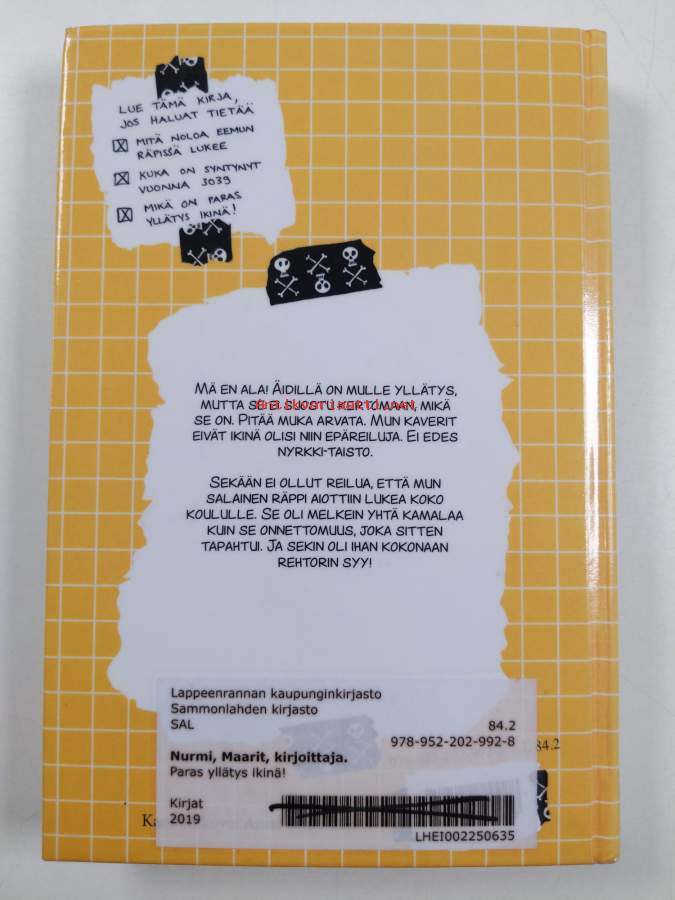 LUE TÄMÄ KIRJA,
JOS HALUAT TIETÄÄ
MITÄ NOLOA EEMUN
RÄPISSÄ LUKEE
KUKA ON SYNTYNYT
VUONNA 3039
MIKÄ ON PARAS
YLLÄTYS IKINÄ!
MÄ EN ALA! ÄIDILLÄ ON MULLE YLLÄTYS,
MUTTA SE EI SUOSTU KERTOMAAN, MIKÄ
SE ON. PITÄÄ MUKA ARVATA. MUN KAVERIT
EIVÄT IKINÄ OLISI NIIN EPÄREILUJA. EI EDES
NYRKKI-TAISTO.
SEKÄÄN EI OLLUT REILUA, ETTÄ MUN
SALAINEN RÄPPI AIOTTIIN LUKEA KOKO
KOULULLE. SE OLI MELKEIN YHTÄ KAMALAA
KUIN SE ONNETTOMUUS, JOKA SITTEN
TAPAHTUI. JA SEKIN OLI IHAN KOKONAAN
REHTORIN SYY!
Lappeenrannan kaupunginkirjasto
Sammonlahden kirjasto
SAL 84.2
978-952-202-992-8
84.2
Nurmi, Maarit, kirjoittaja.
Paras yllätys ikinä!
Kirjat
2019
LHEI002250635